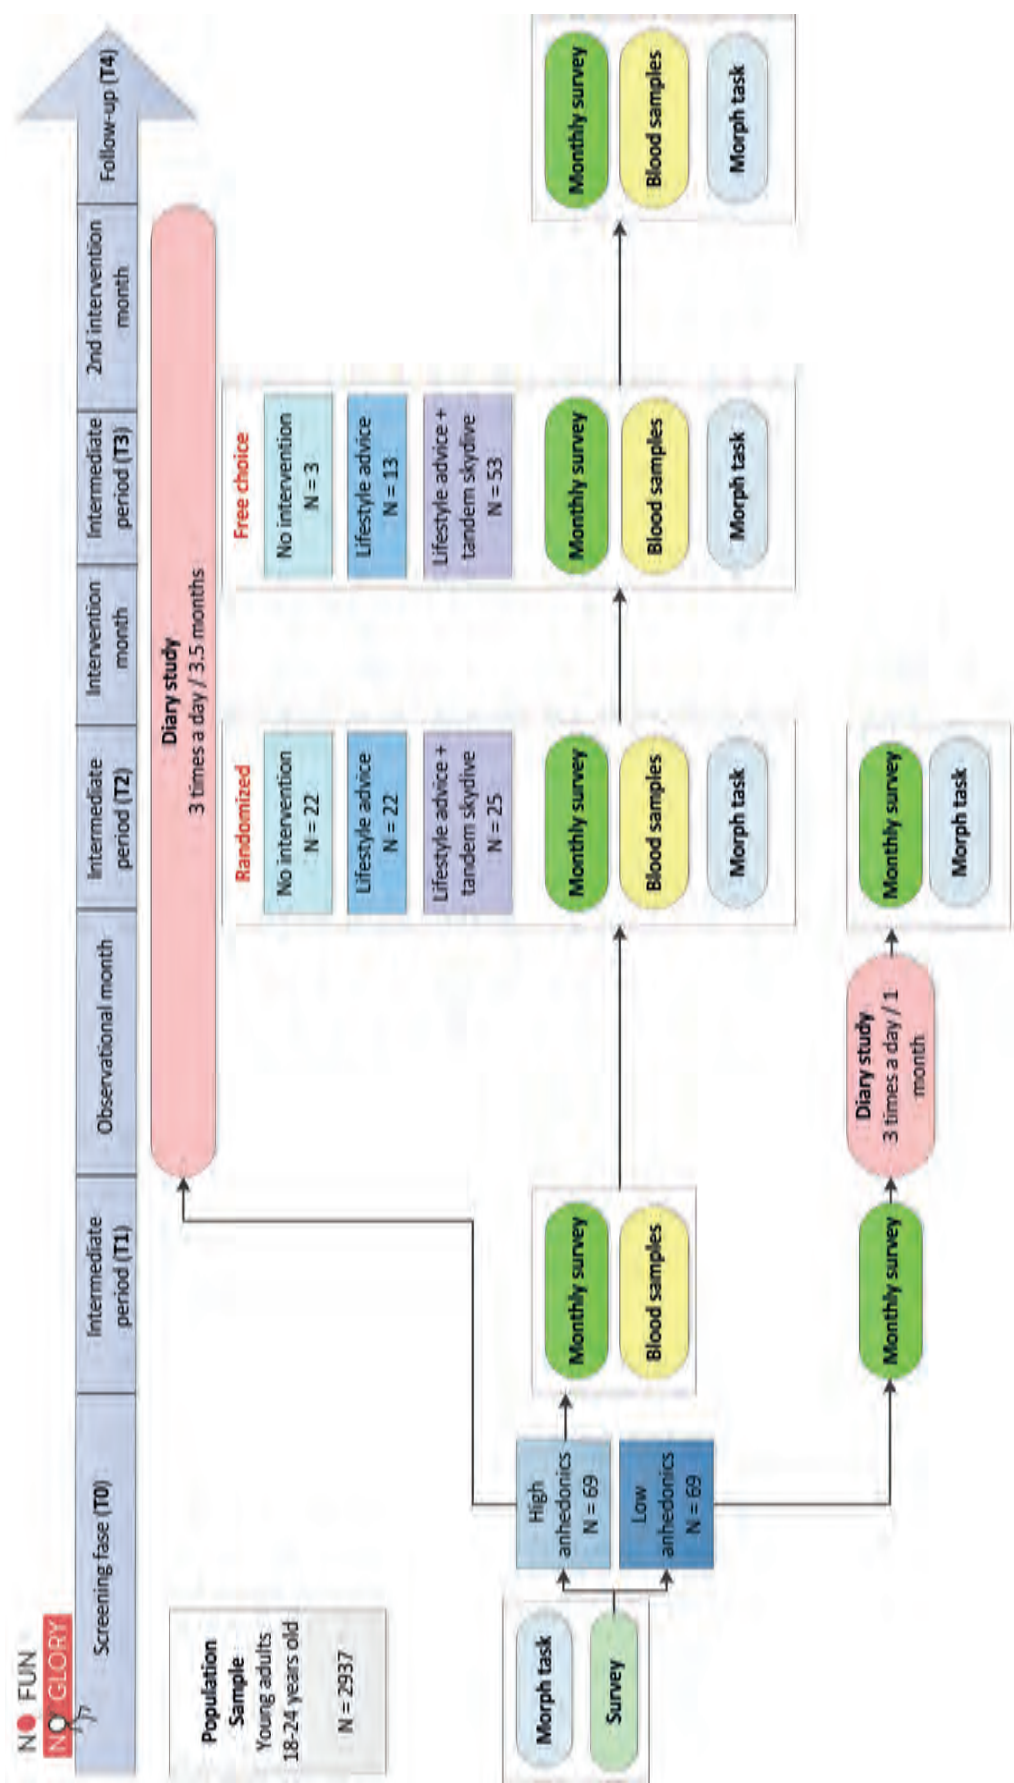 NO FUN
NO GLORY
Screening fase (T0)
Intermediate
period (T1)
Observational month
Intermediate
period (T2)
Intervention
month
Intermediate
period (T3)
2nd intervention
month
Follow-up (T4)
Population
Sample
Young adults
18-24 years old
N = 2937
Diary study
3 times a day / 3.5 months
Morph task
Survey
High
anhedonics
N = 69
Low
anhedonics
N = 69
Monthly survey
Blood samples
Randomized
No intervention
N = 22
Lifestyle advice
N = 22
Lifestyle advice +
tandem skydive
N = 25
Monthly survey
Blood samples
Morph task
Free choice
No intervention
N = 3
Lifestyle advice
N = 13
Lifestyle advice +
tandem skydive
N = 53
Monthly survey
Blood samples
Morph task
Monthly survey
Blood samples
Morph task
Monthly survey
Diary study
3 times a day / 1
month
Monthly survey
Morph task